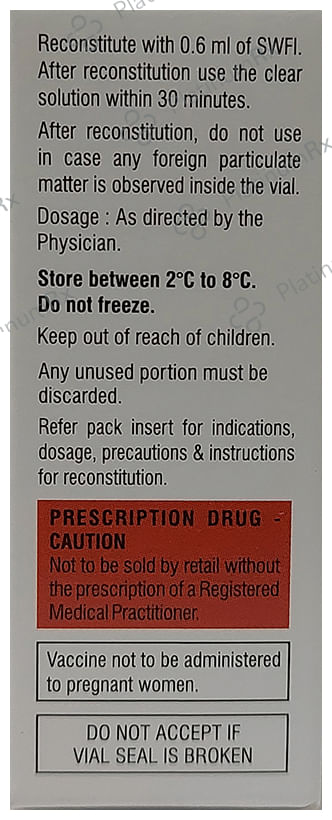 Reconstitute with 0.6 ml of SWFI.
After reconstitution use the clear
solution within 30 minutes.
After reconstitution, do not use
in case any foreign particulate
matter is observed inside the vial.
Dosage : As directed by the
Physician.
Store between 2°C to 8°C.
Do not freeze.
Keep out of reach of children.
Any unused portion must be
discarded.
Refer pack insert for indications,
dosage, precautions & instructions
for reconstitution.
PRESCRIPTION DRUG -
CAUTION
Not to be sold by retail without
the prescription of a Registered
Medical Practitioner.
Vaccine not to be administered
to pregnant women.
DO NOT ACCEPT IF
VIAL SEAL IS BROKEN